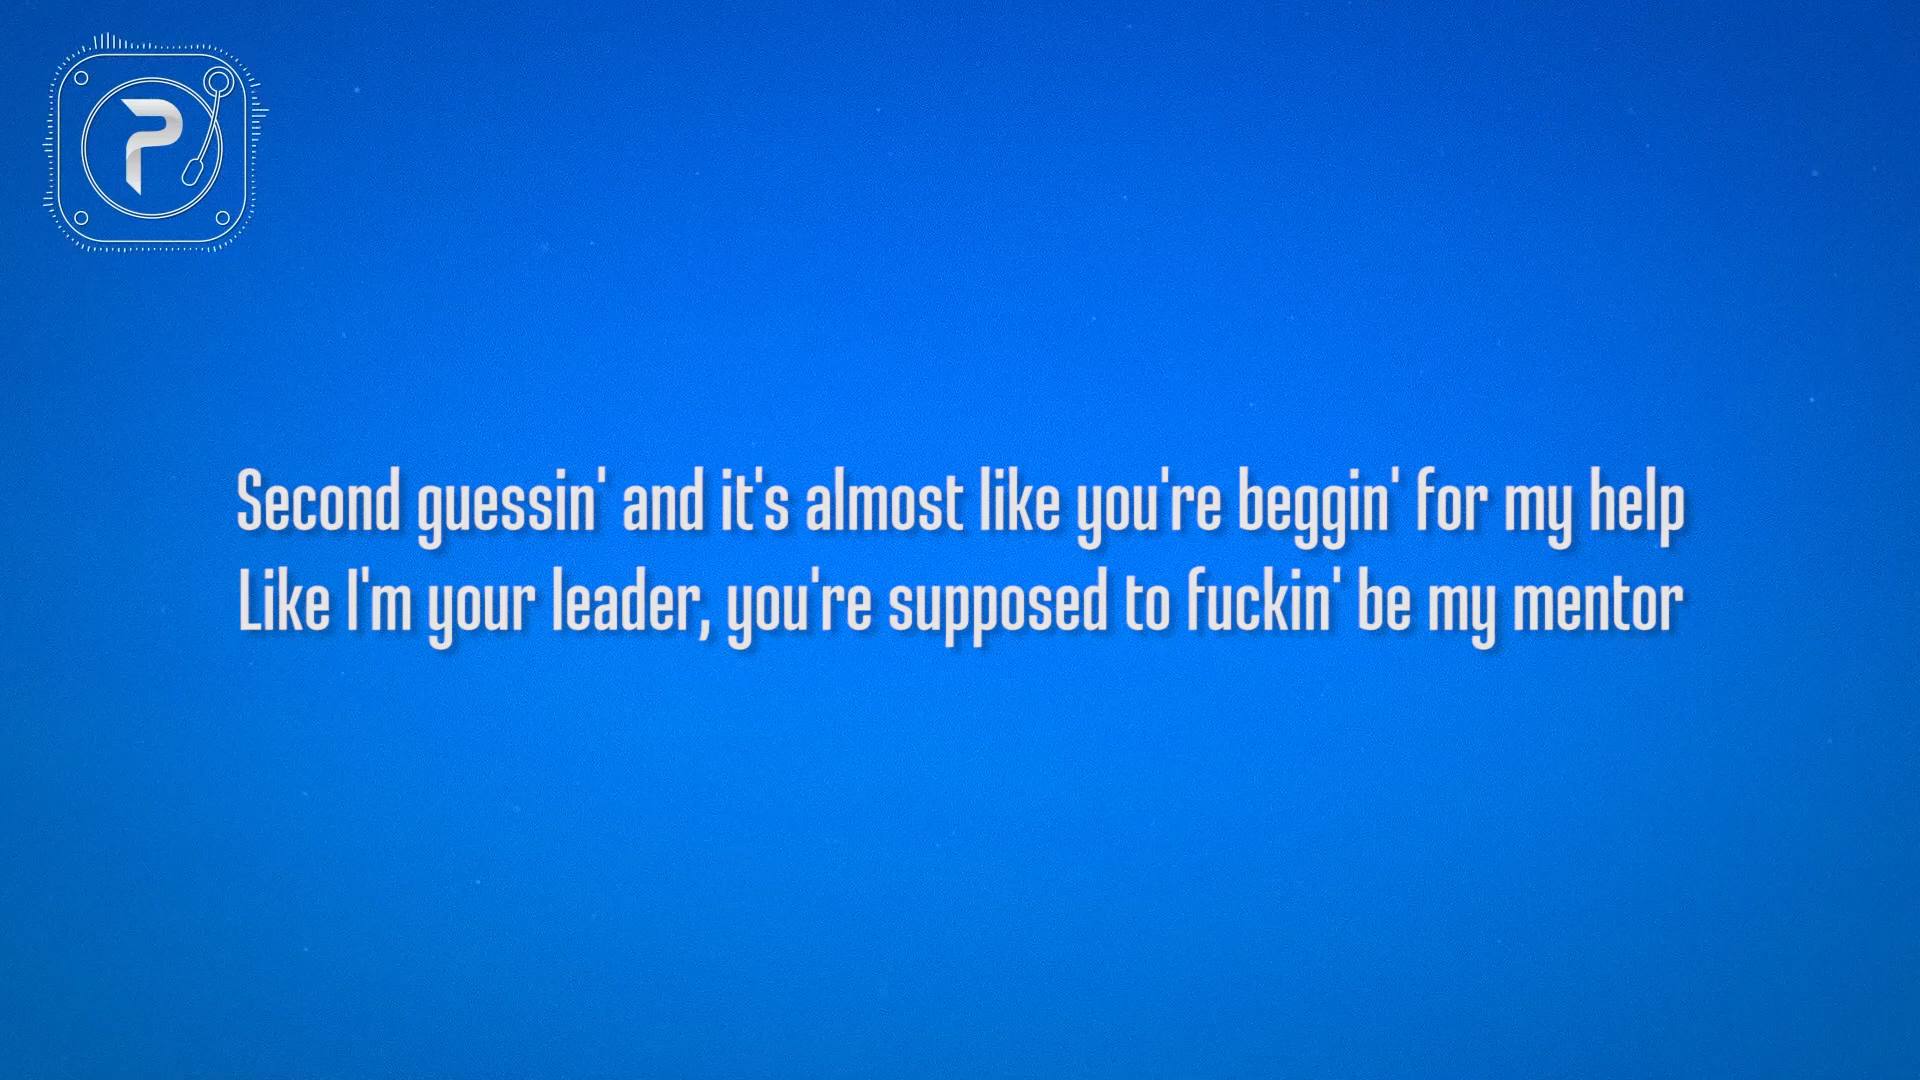 P
Second guessin' and it's almost like you're beggin' for my help
Like I'm your leader, you're supposed to fuckin' be my mentor